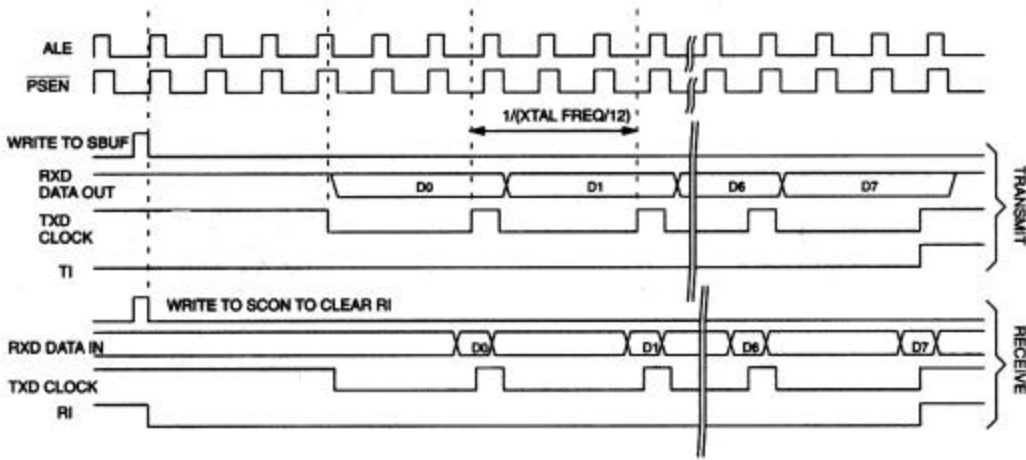 ALE
PSEN
1/(XTAL FREQ/12)
WRITE TO SBUF
RXD
DATA OUT
D0
D1
D6
D7
TXD
CLOCK
TI
TRANSMIT
WRITE TO SCON TO CLEAR RI
RXD DATA IN
D0
D1
D6
D7
TXD CLOCK
RI
RECEIVE